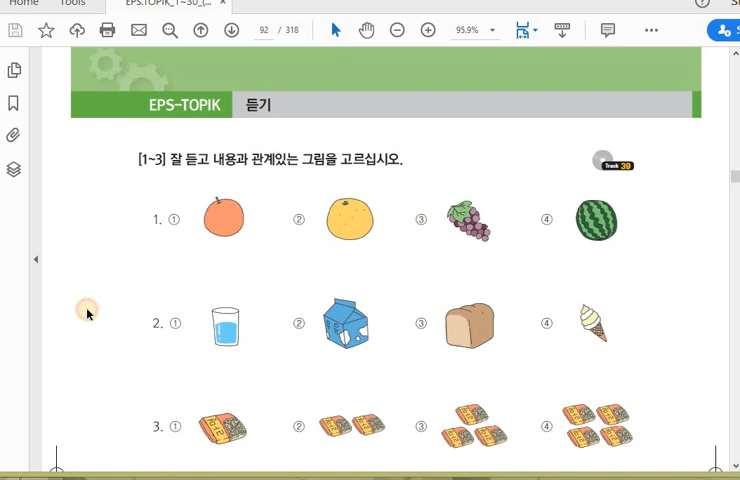 Home Tools EPS.TOPIK_1~30_(... ×
92 / 318 95.9%
EPS-TOPIK 듣기
[1~3] 잘 듣고 내용과 관계있는 그림을 고르십시오.
Track 39
1. ① ② ③ ④
2. ① ② ③ ④
3. ① ② ③ ④